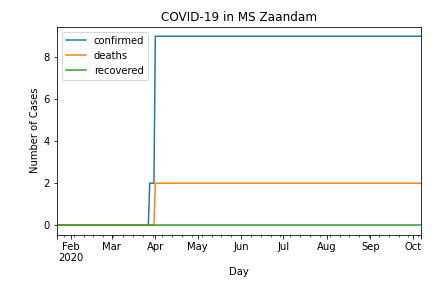 COVID-19 in MS Zaandam
confirmed
deaths
recovered
Number of Cases
8
6
4
2
0
Feb Mar Apr May Jun Jul Aug Sep Oct
2020
Day